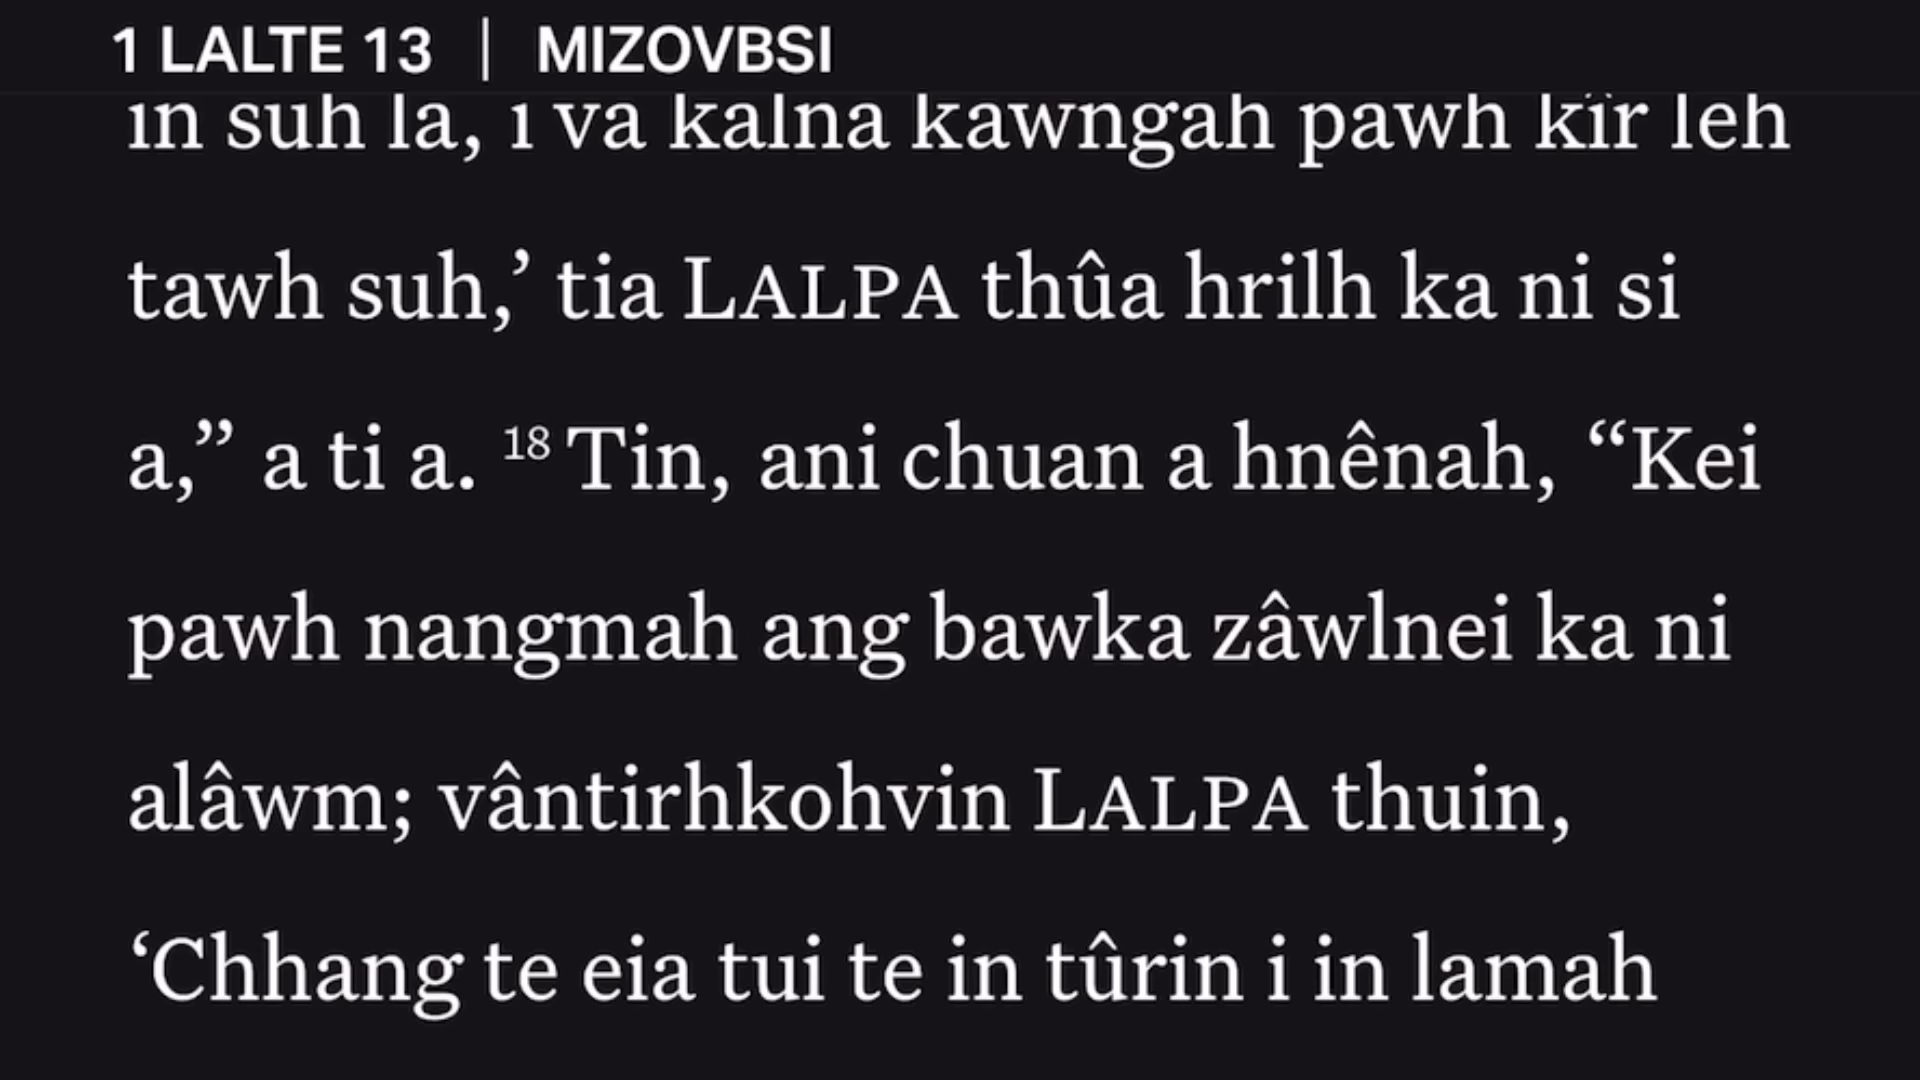 1 LALTE 13 | MIZOVBSI
in suh la, i va kalna kawngah pawh kîr leh
tawh suh,’ tia LALPA thûa hrilh ka ni si
a,” a ti a. 18 Tin, ani chuan a hnênah, “Kei
pawh nangmah ang bawka zâwlnei ka ni
alâwm; vântirhkohvin LALPA thuin,
‘Chhang te eia tui te in tûrin i in lamah